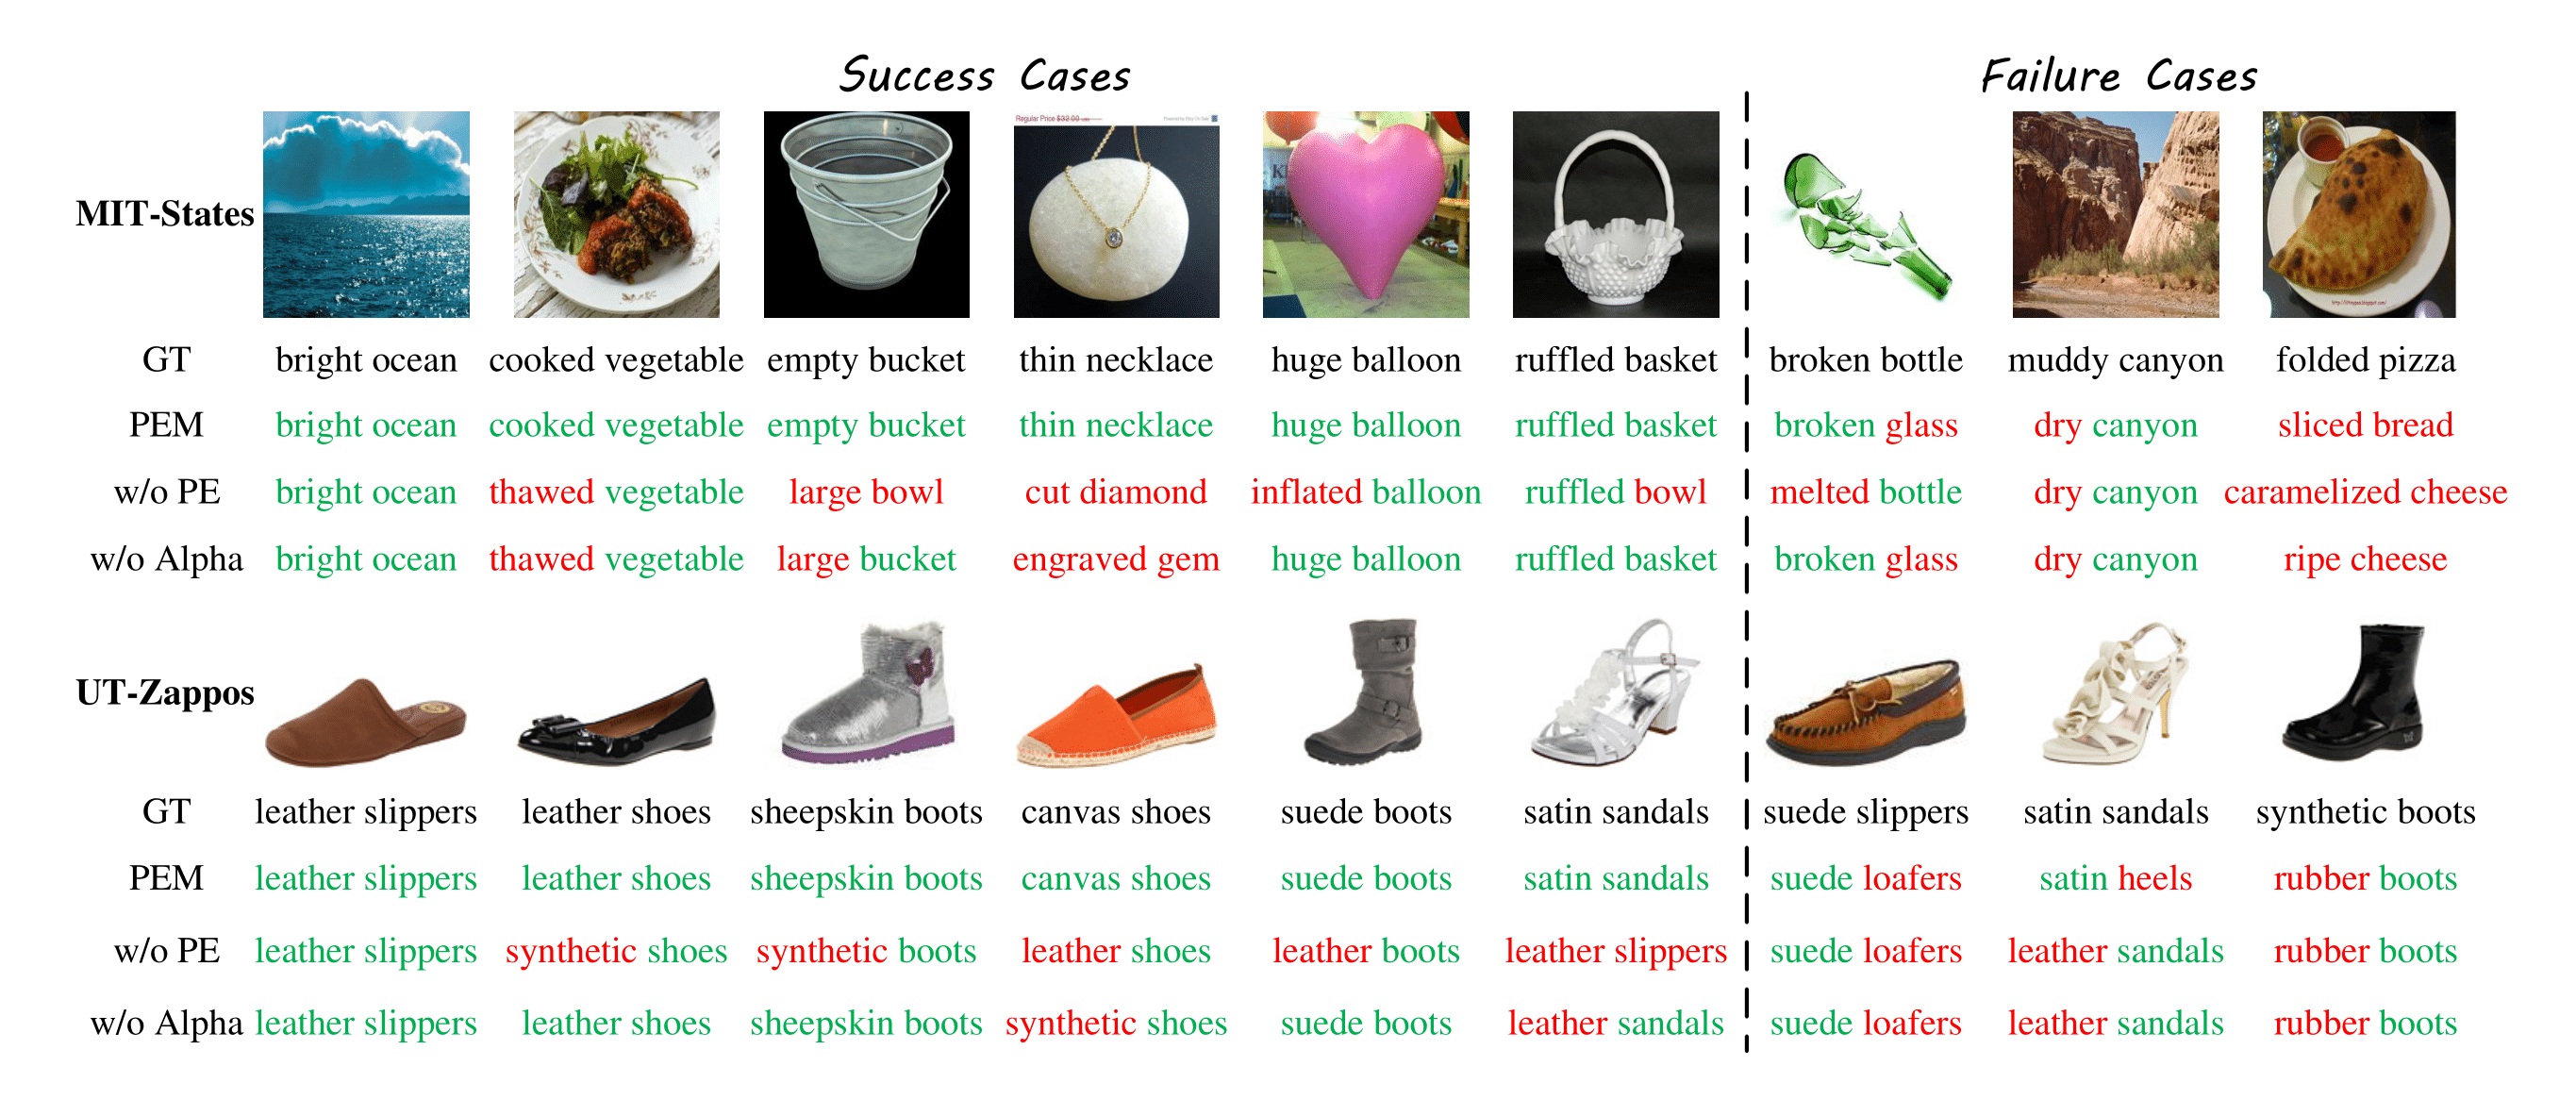 Success Cases Failure Cases
Regular Price $32.00
MIT-States
GT bright ocean cooked vegetable empty bucket thin necklace huge balloon ruffled basket broken bottle muddy canyon folded pizza
PEM bright ocean cooked vegetable empty bucket thin necklace huge balloon ruffled basket broken glass dry canyon sliced bread
w/o PE bright ocean thawed vegetable large bowl cut diamond inflated balloon ruffled bowl melted bottle dry canyon caramelized cheese
w/o Alpha bright ocean thawed vegetable large bucket engraved gem huge balloon ruffled basket broken glass dry canyon ripe cheese
UT-Zappos
GT leather slippers leather shoes sheepskin boots canvas shoes suede boots satin sandals suede slippers satin sandals synthetic boots
PEM leather slippers leather shoes sheepskin boots canvas shoes suede boots satin sandals suede loafers satin heels rubber boots
w/o PE leather slippers synthetic shoes synthetic boots leather shoes leather boots leather slippers suede loafers leather sandals rubber boots
w/o Alpha leather slippers leather shoes sheepskin boots synthetic shoes suede boots leather sandals suede loafers leather sandals rubber boots